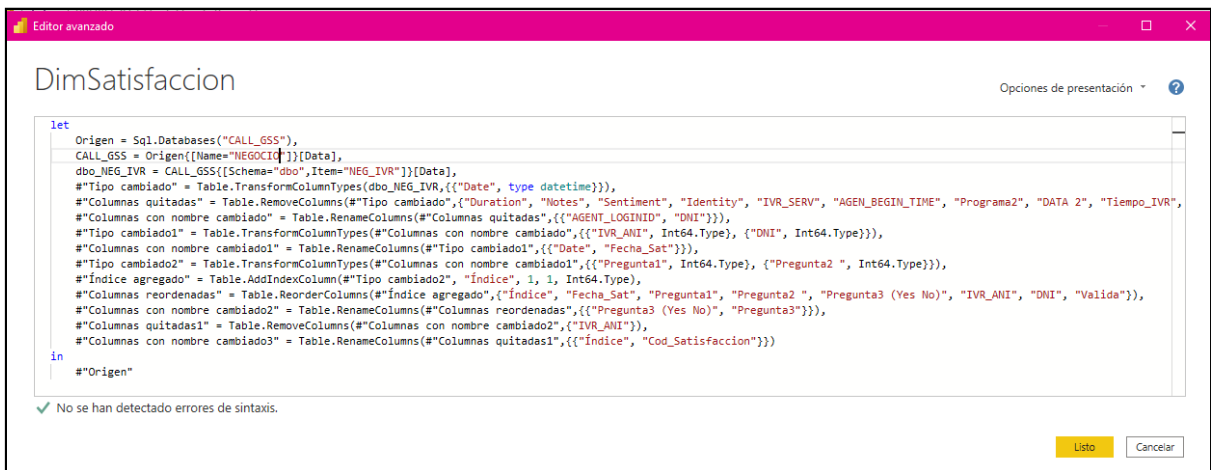 Editor avanzado
DimSatisfaccion
Opciones de presentación
let
Origen = Sql.Databases("CALL_GSS"),
CALL_GSS = Origen{[Name="NEGOCIO"]}[Data],
dbo_NEG_IVR = CALL_GSS{[Schema="dbo",Item="NEG_IVR"]}[Data],
#"Tipo cambiado" = Table.TransformColumnTypes(dbo_NEG_IVR,{{"Date", type datetime}}),
#"Columnas quitadas" = Table.RemoveColumns(#"Tipo cambiado",{"Duration", "Notes", "Sentiment", "Identity", "IVR_SERV", "AGEN_BEGIN_TIME", "Programa2", "DATA 2", "Tiempo_IVR",
#"Columnas con nombre cambiado" = Table.RenameColumns(#"Columnas quitadas",{{"AGENT_LOGINID", "DNI"}}),
#"Tipo cambiado1" = Table.TransformColumnTypes(#"Columnas con nombre cambiado",{{"IVR_ANI", Int64.Type}, {"DNI", Int64.Type}}),
#"Columnas con nombre cambiado1" = Table.RenameColumns(#"Tipo cambiado1",{{"Date", "Fecha_Sat"}}),
#"Tipo cambiado2" = Table.TransformColumnTypes(#"Columnas con nombre cambiado1",{{"Pregunta1", Int64.Type}, {"Pregunta2 ", Int64.Type}}),
#"Índice agregado" = Table.AddIndexColumn(#"Tipo cambiado2", "Índice", 1, 1, Int64.Type),
#"Columnas reordenadas" = Table.ReorderColumns(#"Índice agregado",{"Índice", "Fecha_Sat", "Pregunta1", "Pregunta2 ", "Pregunta3 (Yes No)", "IVR_ANI", "DNI", "Valida"}),
#"Columnas con nombre cambiado2" = Table.RenameColumns(#"Columnas reordenadas",{{"Pregunta3 (Yes No)", "Pregunta3"}}),
#"Columnas quitadas1" = Table.RemoveColumns(#"Columnas con nombre cambiado2",{"IVR_ANI"}),
#"Columnas con nombre cambiado3" = Table.RenameColumns(#"Columnas quitadas1",{{"Índice", "Cod_Satisfaccion"}})
in
#"Origen"
No se han detectado errores de sintaxis.
Listo
Cancelar